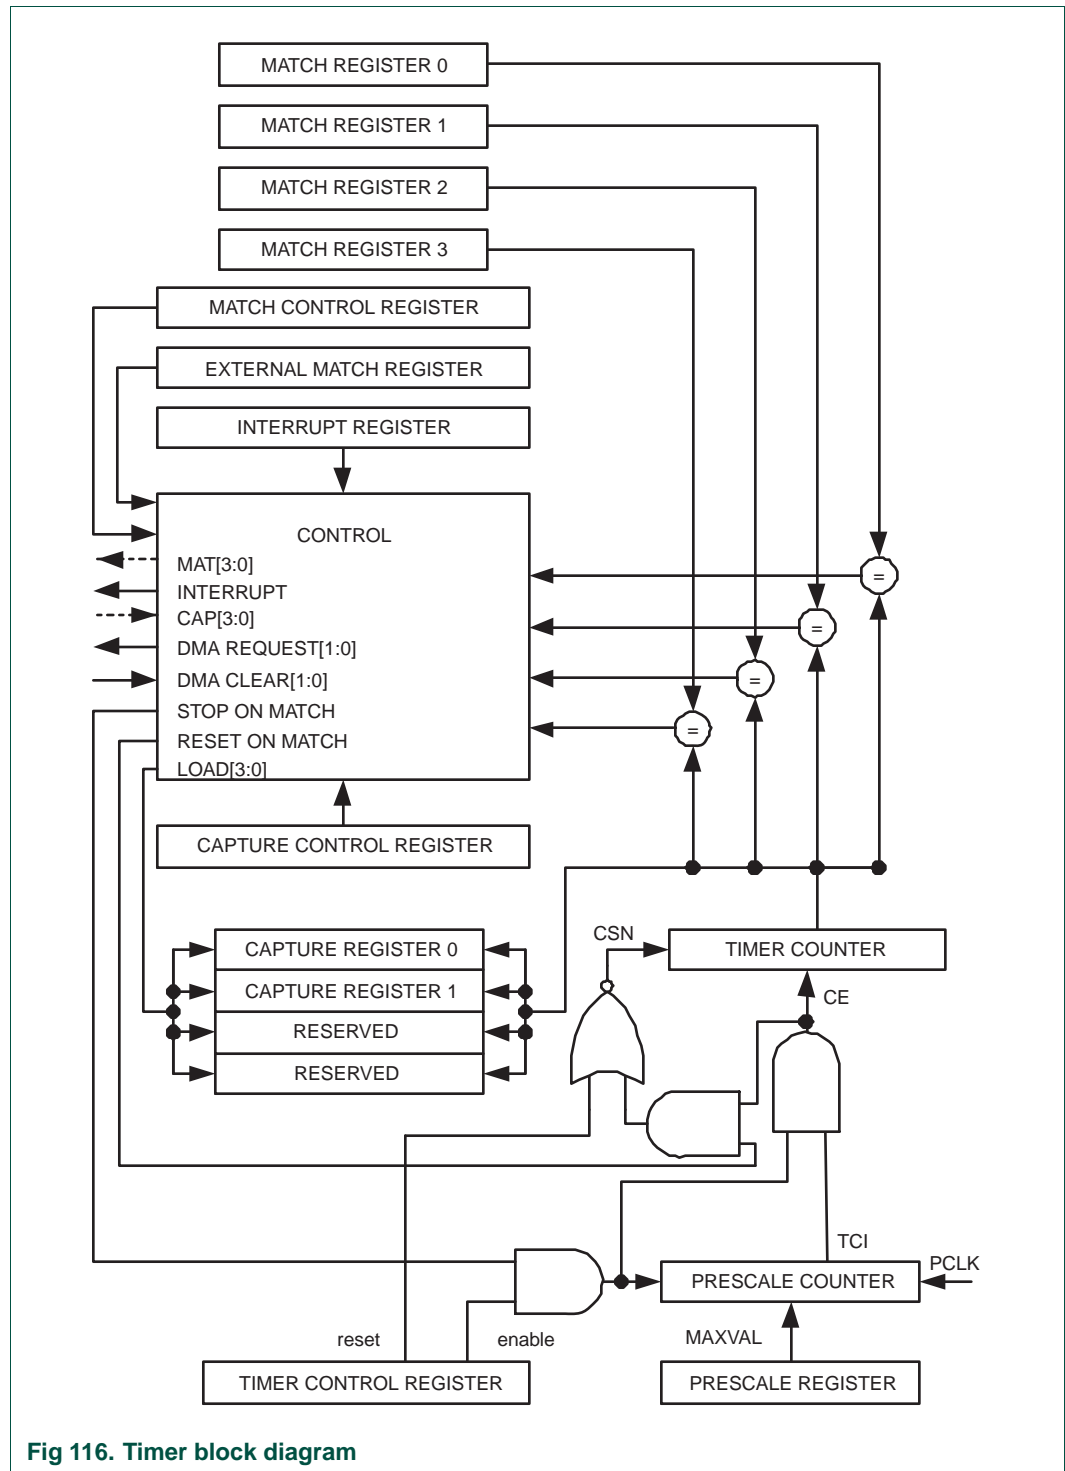 MATCH REGISTER 0
MATCH REGISTER 1
MATCH REGISTER 2
MATCH REGISTER 3
MATCH CONTROL REGISTER
EXTERNAL MATCH REGISTER
INTERRUPT REGISTER
CONTROL
MAT[3:0]
INTERRUPT
CAP[3:0]
DMA REQUEST[1:0]
DMA CLEAR[1:0]
STOP ON MATCH
RESET ON MATCH
LOAD[3:0]
=
=
=
=
CAPTURE CONTROL REGISTER
CAPTURE REGISTER 0
CAPTURE REGISTER 1
RESERVED
RESERVED
CSN
TIMER COUNTER
CE
TCI
PCLK
PRESCALE COUNTER
reset
enable
MAXVAL
TIMER CONTROL REGISTER
PRESCALE REGISTER
Fig 116. Timer block diagram